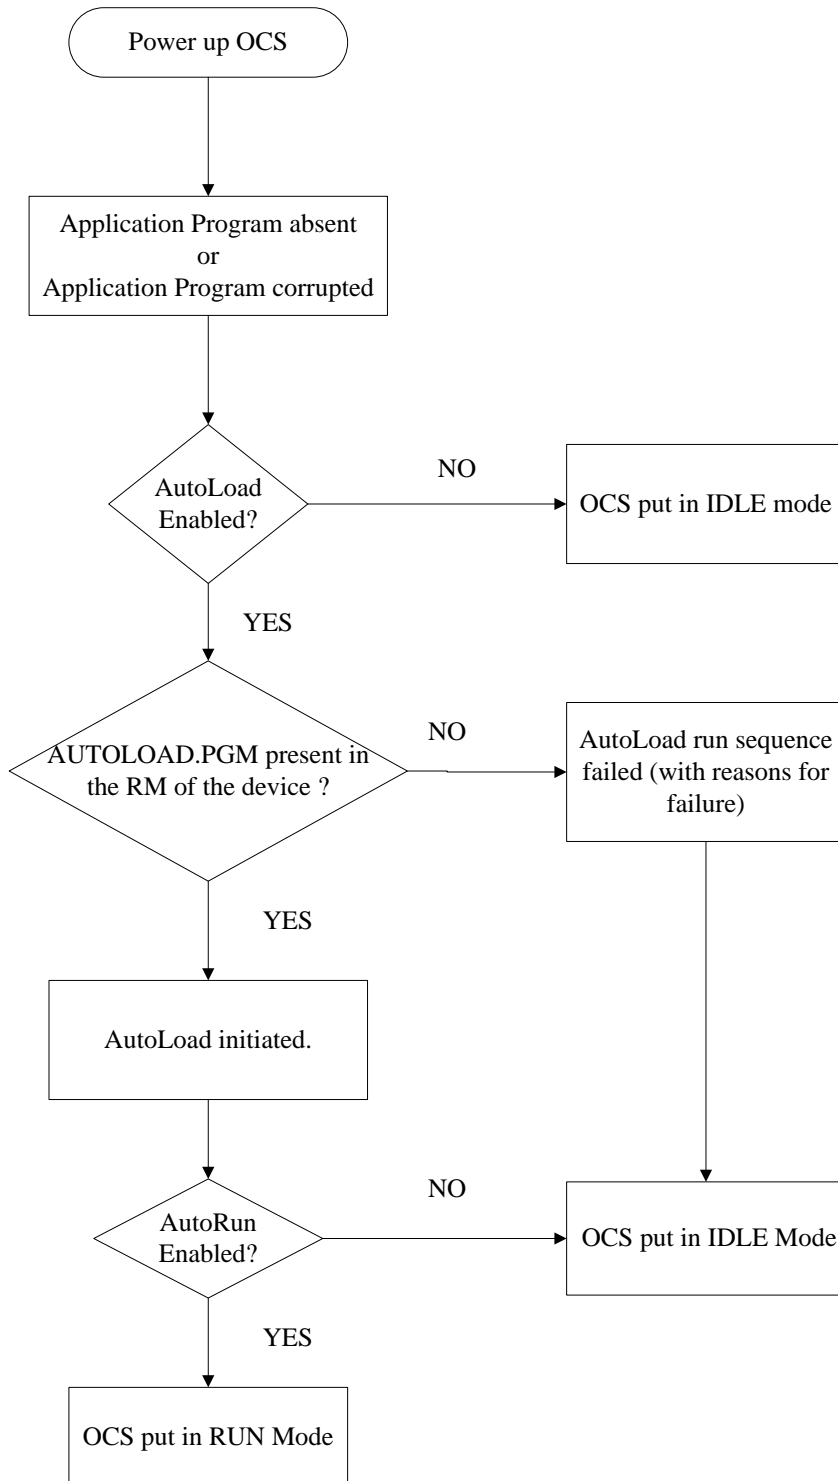 Power up OCS
Application Program absent
or
Application Program corrupted
AutoLoad
Enabled?
NO
OCS put in IDLE mode
YES
AUTOLOAD.PGM present in
the RM of the device ?
NO
AutoLoad run sequence
failed (with reasons for
failure)
YES
AutoLoad initiated.
AutoRun
Enabled?
NO
OCS put in IDLE Mode
YES
OCS put in RUN Mode